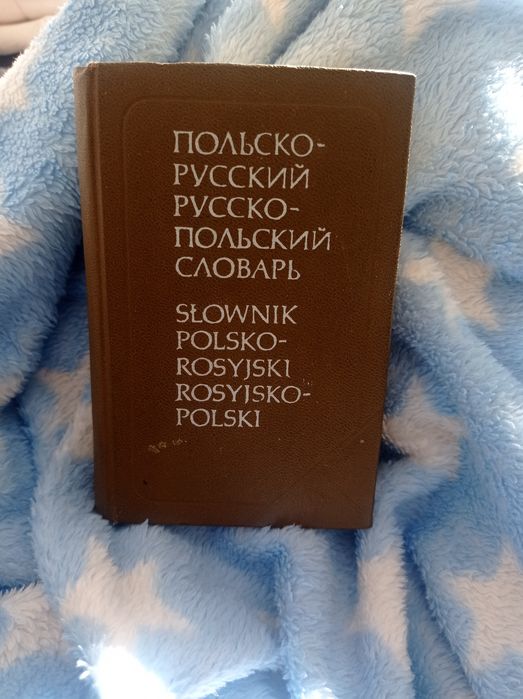 ПОЛЬСКО-
РУССКИЙ
РУССКО-
ПОЛЬСКИЙ
СЛОВАРЬ
SŁOWNIK
POLSKO-
ROSYJSKI
ROSYJSKO-
POLSKI